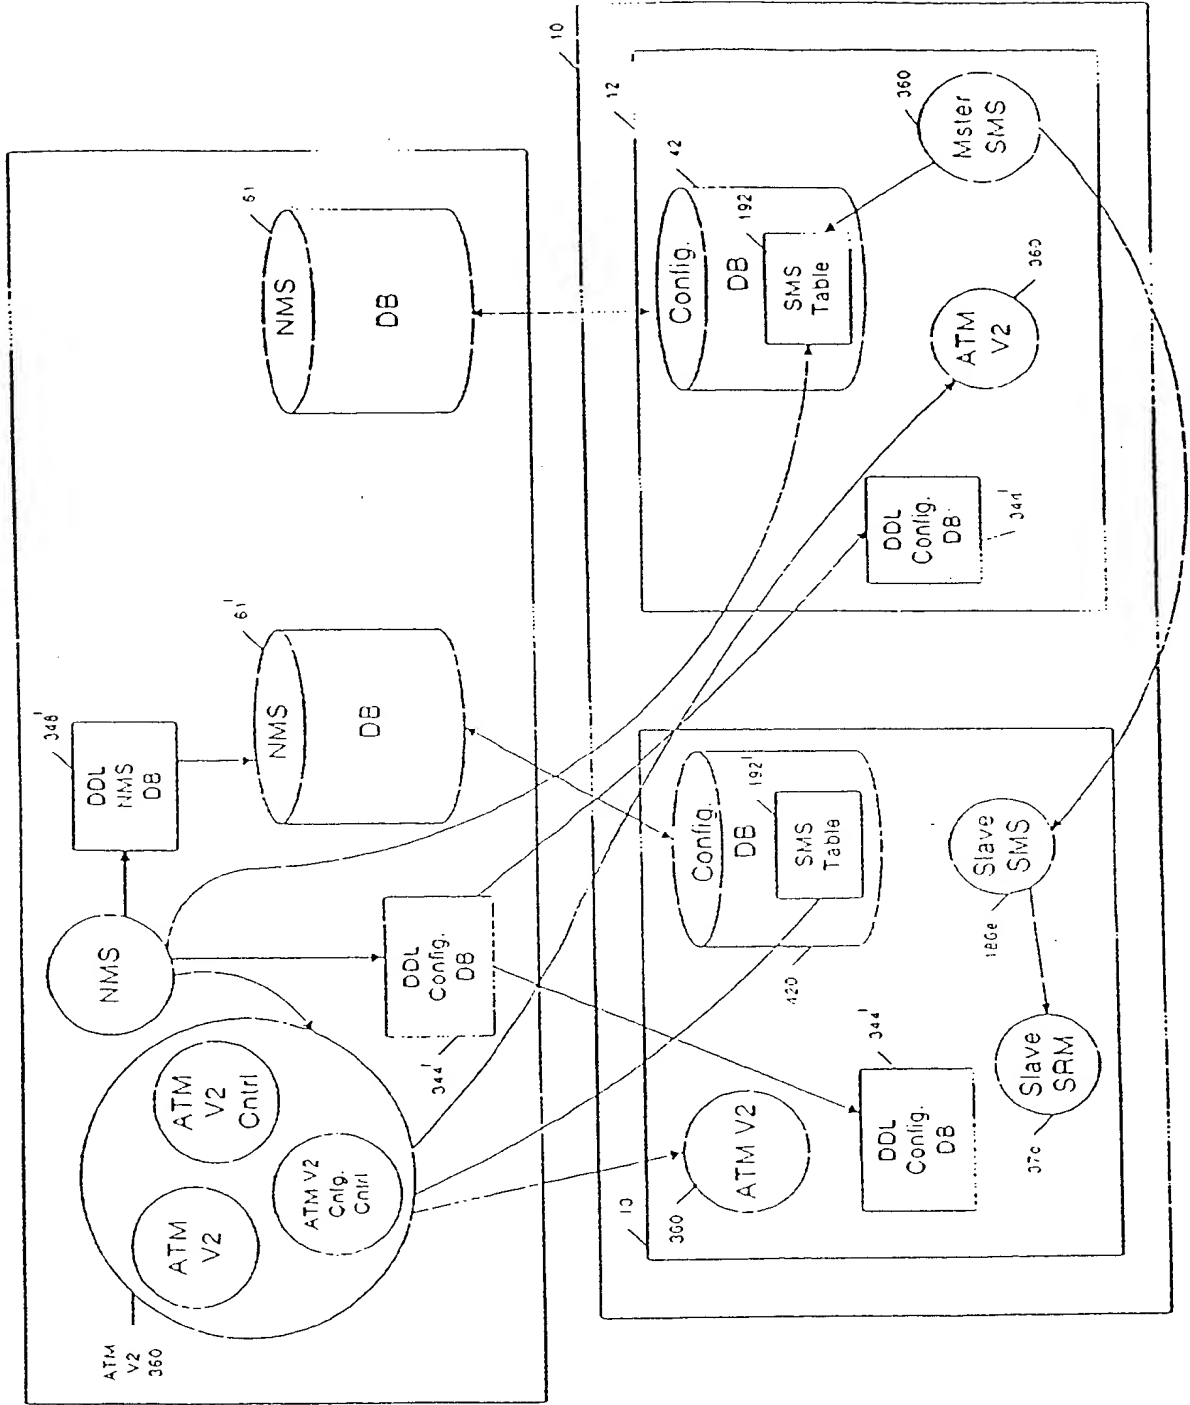 ATM
V2
360
ATM
V2
ATM
V2
Cntrl
ATM V2
Cnfg.
Cntrl
NMS
DDL
NMS
DB
348'
DDL
Config.
DB
344'
NMS
DB
61'
NMS
DB
61
10
13
ATM V2
360
DDL
Config.
DB
344'
Slave
SRM
37c
Slave
SMS
186e
Config.
DB
192'
SMS
Table
420
12
Config.
DB
192
SMS
Table
42
DDL
Config.
DB
344'
ATM
V2
360
Mster
SMS
360